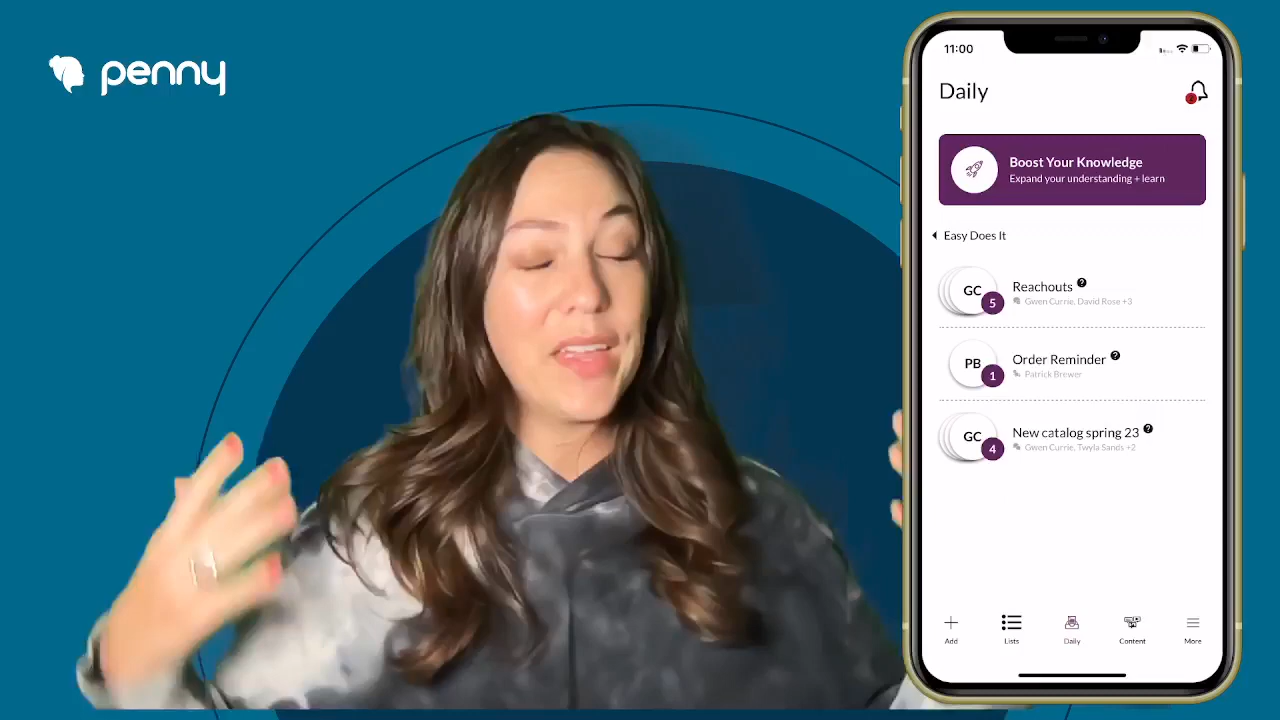 penny
11:00
Daily
Boost Your Knowledge
Expand your understanding + learn
Easy Does It
GC
5
Reachouts
Gwen Currie, David Rose +3
PB
1
Order Reminder
Patrick Brewer
GC
4
New catalog spring 23
Gwen Currie, Twyla Sands +2
Add
Lists
Daily
Content
More